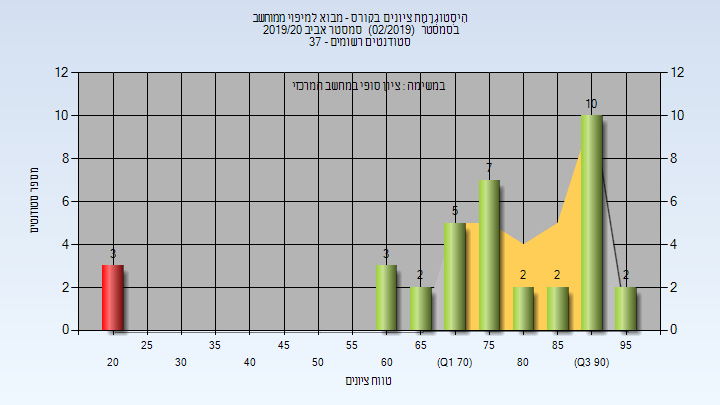 היסטוגרמת ציונים בקורס - מבוא למיפוי ממוחשב
בסמסטר (02/2019) סמסטר אביב 2019/20
סטודנטים רשומים - 37
במשימה : ציון סופי במחשב המרכזי
מספר סטודנטים
12 12
10 10
8 8
6 6
4 4
2 2
0 0
3 3 2 5 7 2 2 10 2
25 35 45 55 65 75 85 95
20 30 40 50 60 (Q1 70) 80 (Q3 90)
טווח ציונים